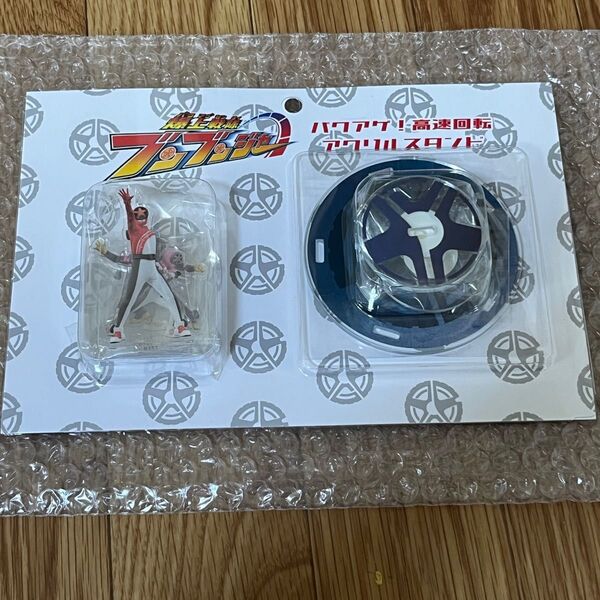 爆上戦隊
ブンブンジャー
バクアゲ！高速回転
アクリルスタンド